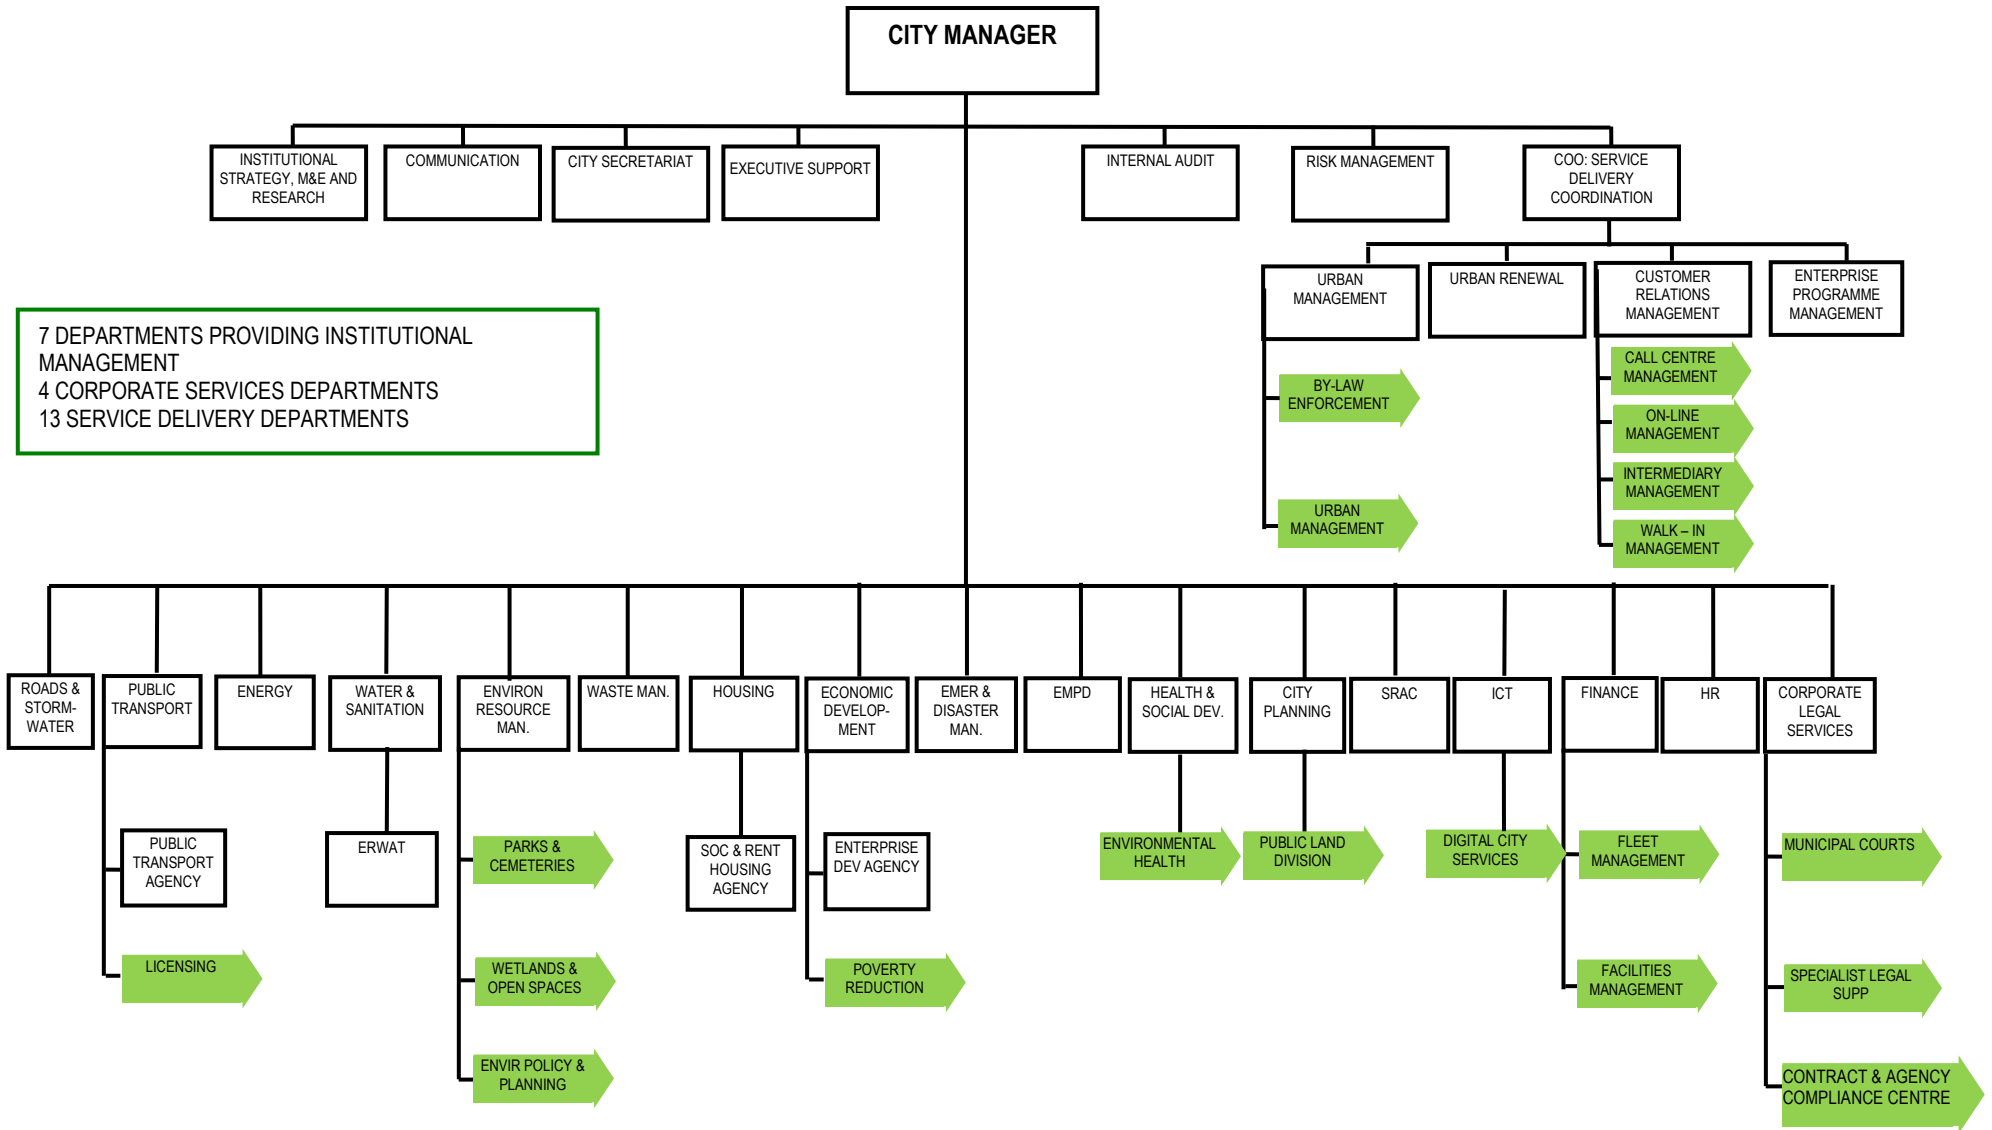 CITY MANAGER
INSTITUTIONAL
STRATEGY, M&E AND
RESEARCH
COMMUNICATION
CITY SECRETARIAT
EXECUTIVE SUPPORT
INTERNAL AUDIT
RISK MANAGEMENT
COO: SERVICE
DELIVERY
COORDINATION
URBAN
MANAGEMENT
URBAN RENEWAL
CUSTOMER
RELATIONS
MANAGEMENT
ENTERPRISE
PROGRAMME
MANAGEMENT
7 DEPARTMENTS PROVIDING INSTITUTIONAL
MANAGEMENT
4 CORPORATE SERVICES DEPARTMENTS
13 SERVICE DELIVERY DEPARTMENTS
BY-LAW
ENFORCEMENT
URBAN
MANAGEMENT
CALL CENTRE
MANAGEMENT
ON-LINE
MANAGEMENT
INTERMEDIARY
MANAGEMENT
WALK – IN
MANAGEMENT
ROADS &
STORM-
WATER
PUBLIC
TRANSPORT
ENERGY
WATER &
SANITATION
ENVIRON
RESOURCE
MAN.
WASTE MAN.
HOUSING
ECONOMIC
DEVELOP-
MENT
EMER &
DISASTER
MAN.
EMPD
HEALTH &
SOCIAL DEV.
CITY
PLANNING
SRAC
ICT
FINANCE
HR
CORPORATE
LEGAL
SERVICES
PUBLIC
TRANSPORT
AGENCY
LICENSING
ERWAT
PARKS &
CEMETERIES
WETLANDS &
OPEN SPACES
ENVIR POLICY &
PLANNING
SOC & RENT
HOUSING
AGENCY
ENTERPRISE
DEV AGENCY
POVERTY
REDUCTION
ENVIRONMENTAL
HEALTH
PUBLIC LAND
DIVISION
DIGITAL CITY
SERVICES
FLEET
MANAGEMENT
FACILITIES
MANAGEMENT
MUNICIPAL COURTS
SPECIALIST LEGAL
SUPP
CONTRACT & AGENCY
COMPLIANCE CENTRE